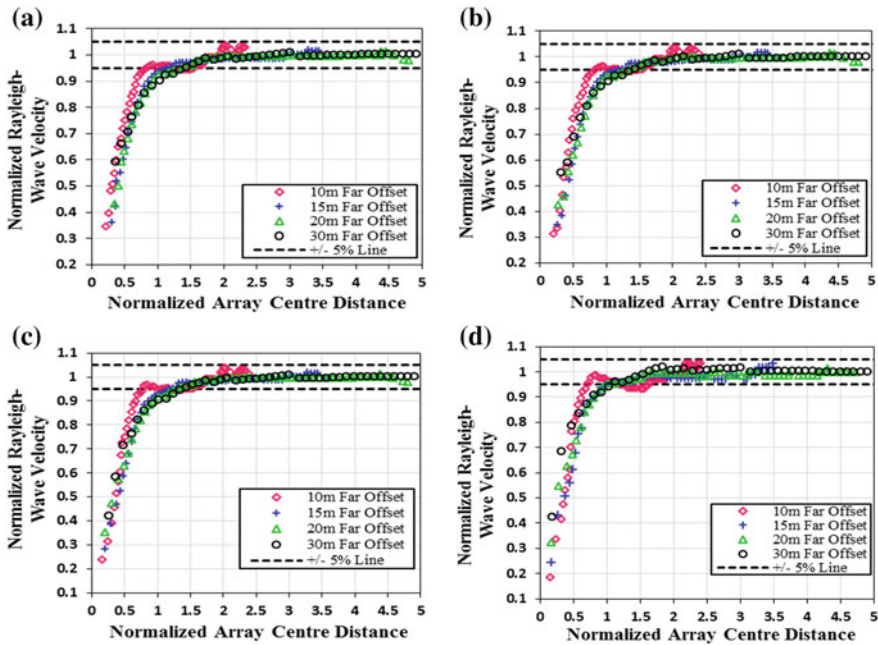 (a)
1.1
1
0.9
0.8
0.7
0.6
0.5
0.4
0.3
0.2
Normalized Rayleigh-
Wave Velocity
10m Far Offset
15m Far Offset
20m Far Offset
30m Far Offset
+/- 5% Line
0 0.5 1 1.5 2 2.5 3 3.5 4 4.5 5
Normalized Array Centre Distance
(b)
1.1
1
0.9
0.8
0.7
0.6
0.5
0.4
0.3
0.2
Normalized Rayleigh-
Wave Velocity
10m Far Offset
15m Far Offset
20m Far Offset
30m Far Offset
+/- 5% Line
0 0.5 1 1.5 2 2.5 3 3.5 4 4.5 5
Normalized Array Centre Distance
(c)
1.1
1
0.9
0.8
0.7
0.6
0.5
0.4
0.3
0.2
0.1
Normalized Rayleigh-
Wave Velocity
10m Far Offset
15m Far Offset
20m Far Offset
30m Far Offset
+/- 5% Line
0 0.5 1 1.5 2 2.5 3 3.5 4 4.5 5
Normalized Array Centre Distance
(d)
1.1
1
0.9
0.8
0.7
0.6
0.5
0.4
0.3
0.2
0.1
Normalized Rayleigh-
Wave Velocity
10m Far Offset
15m Far Offset
20m Far Offset
30m Far Offset
+/- 5% Line
0 0.5 1 1.5 2 2.5 3 3.5 4 4.5 5
Normalized Array Centre Distance